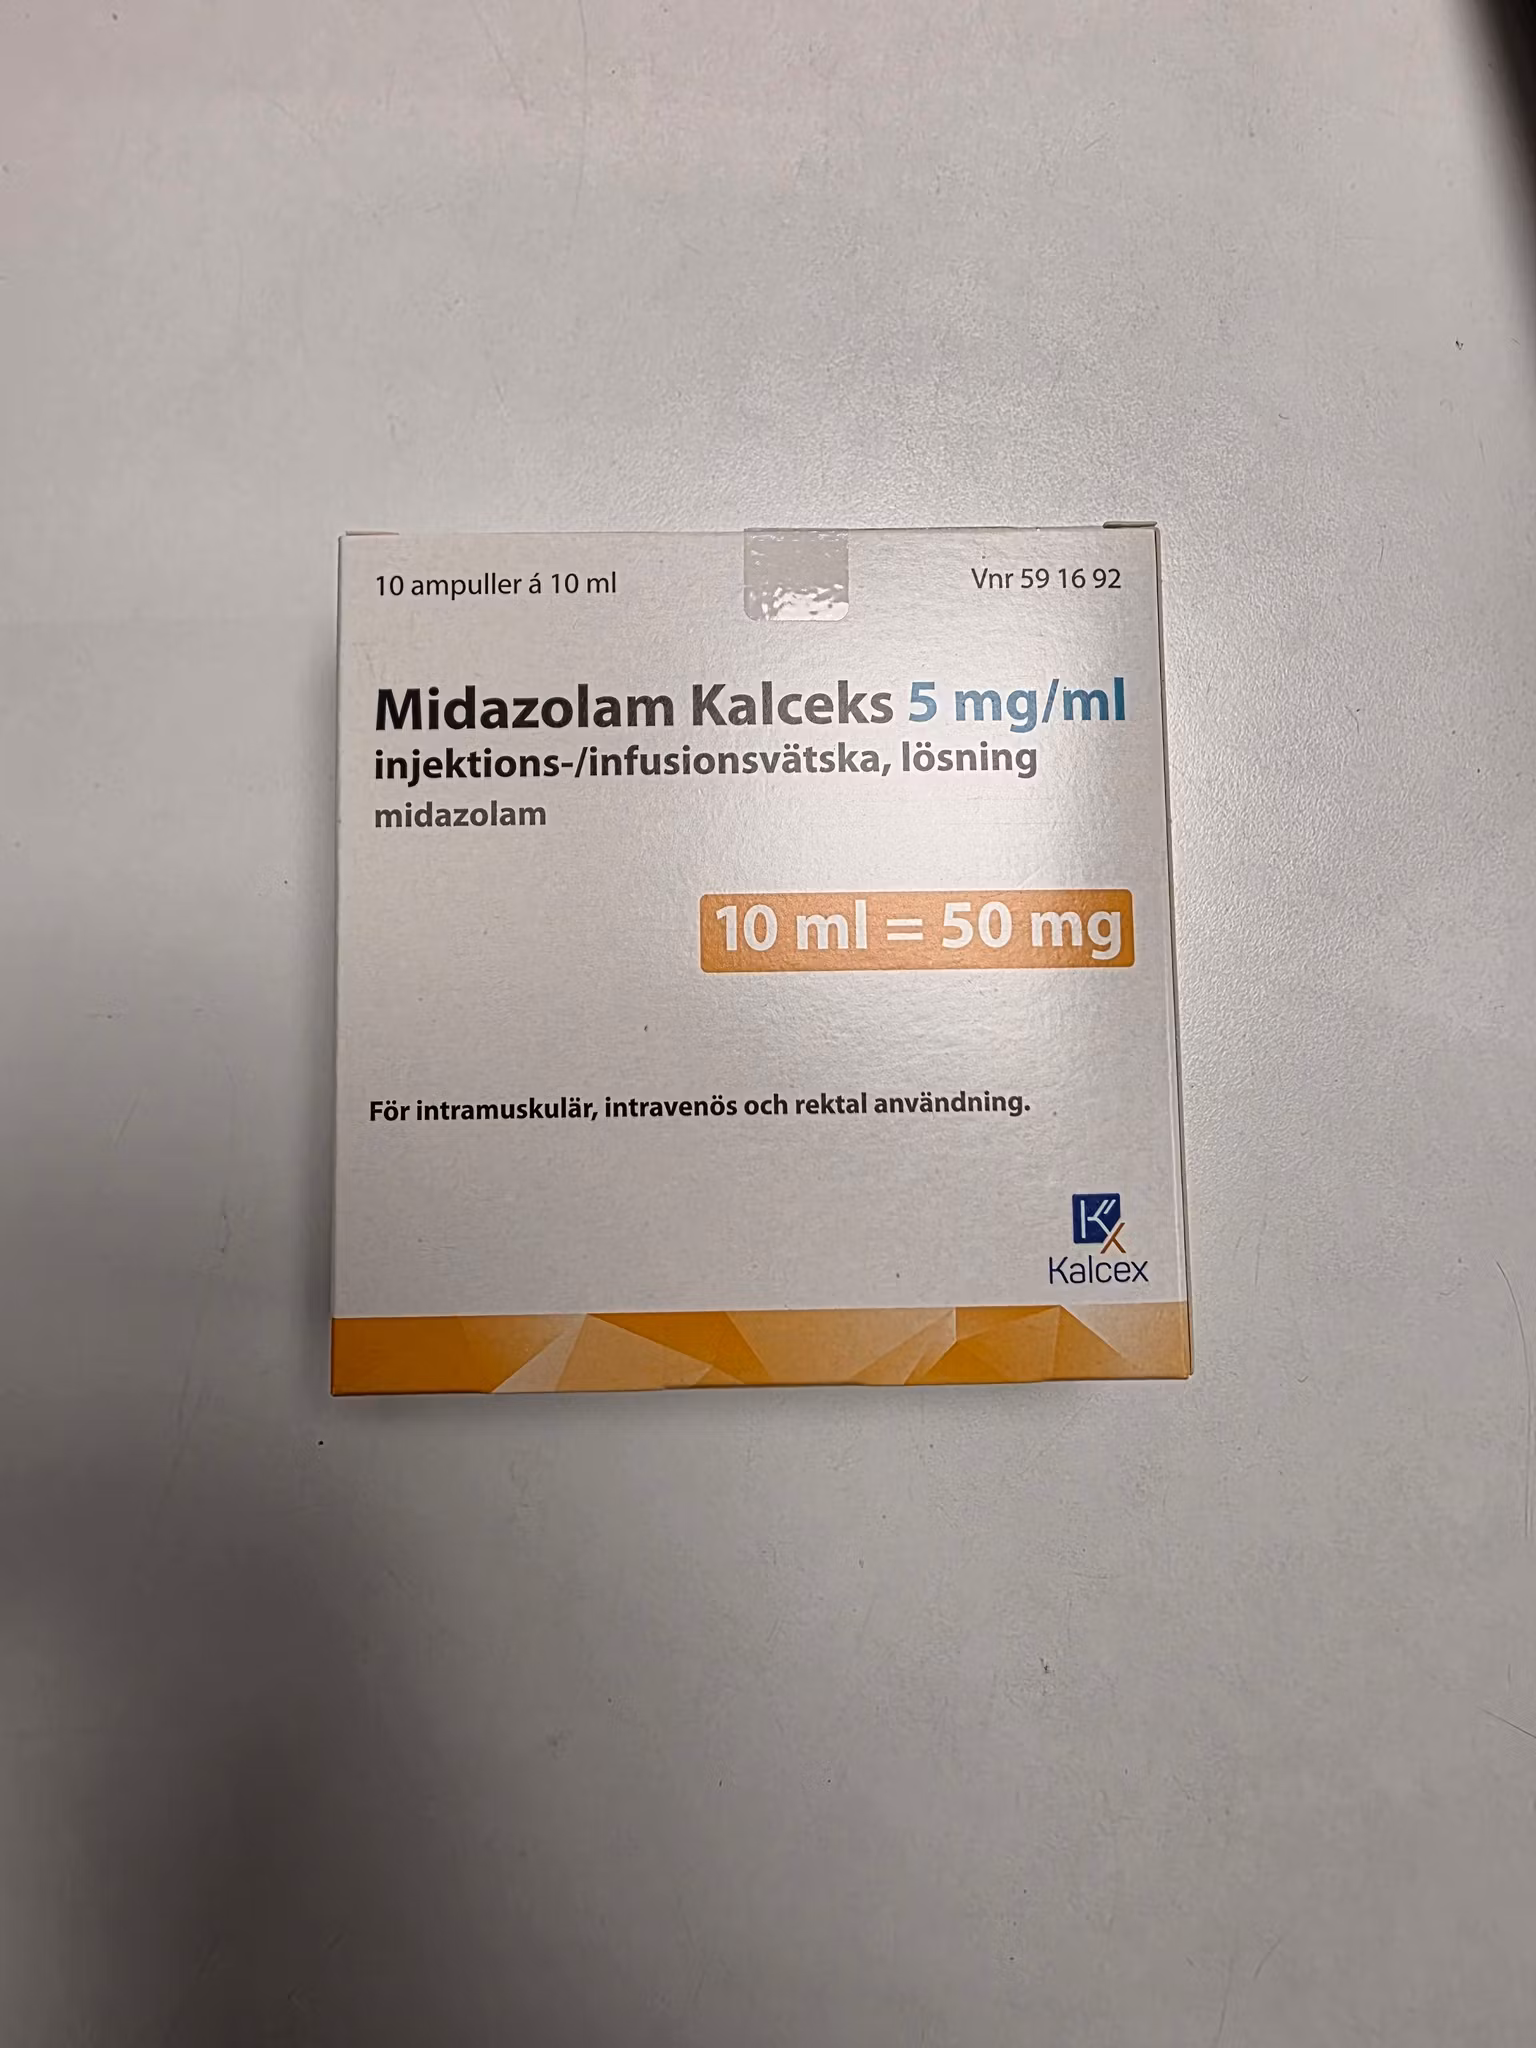 10 ampuller á 10 ml
Vnr 59 16 92
Midazolam Kalceks 5 mg/ml
injektions-/infusionsvätska, lösning
midazolam
10 ml = 50 mg
För intramuskulär, intravenös och rektal användning.
Kx
Kalcex